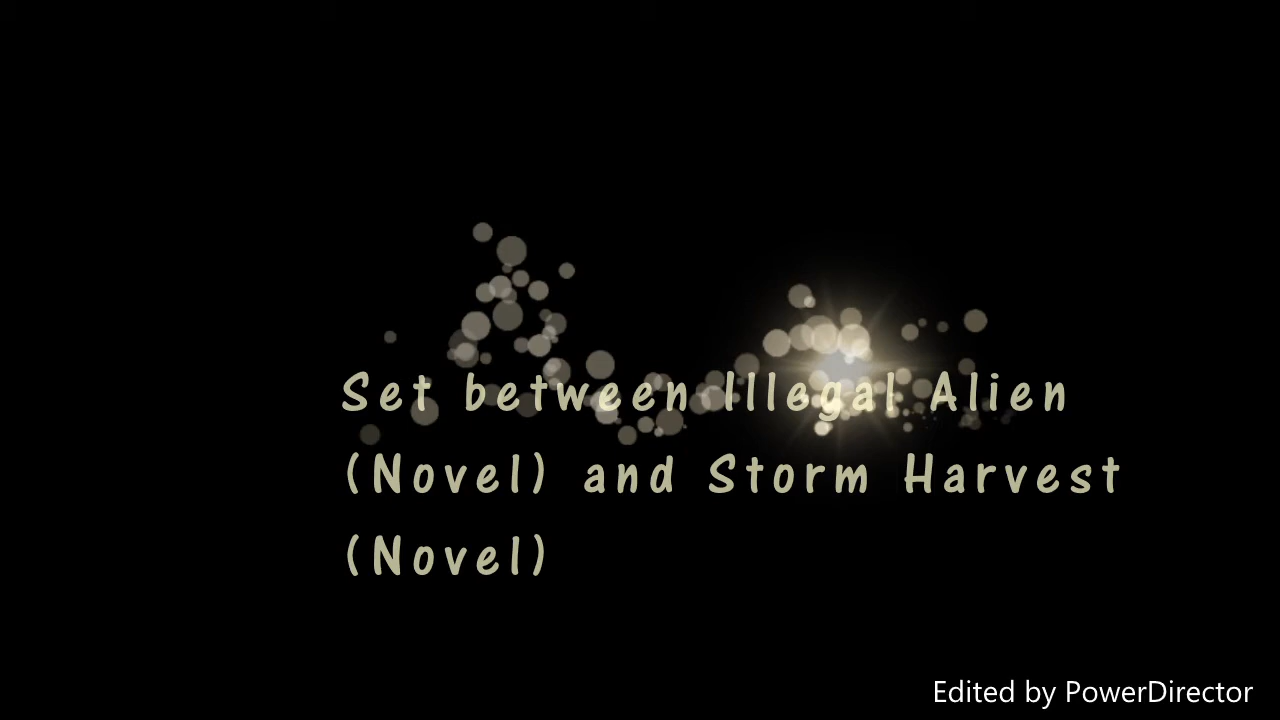 Set between Illegal Alien
(Novel) and Storm Harvest
(Novel)
Edited by PowerDirector